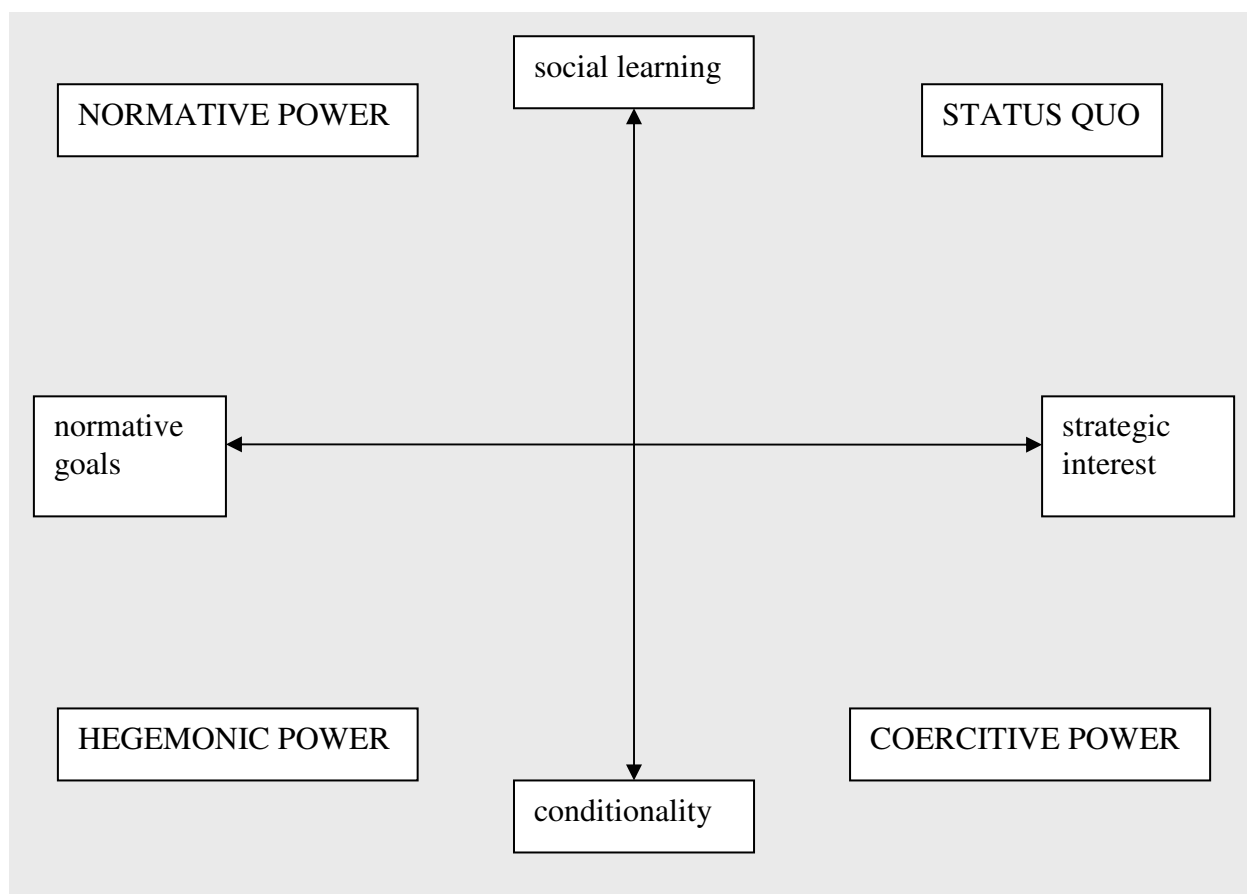 social learning
NORMATIVE POWER
STATUS QUO
normative
goals
strategic
interest
HEGEMONIC POWER
COERCITIVE POWER
conditionality